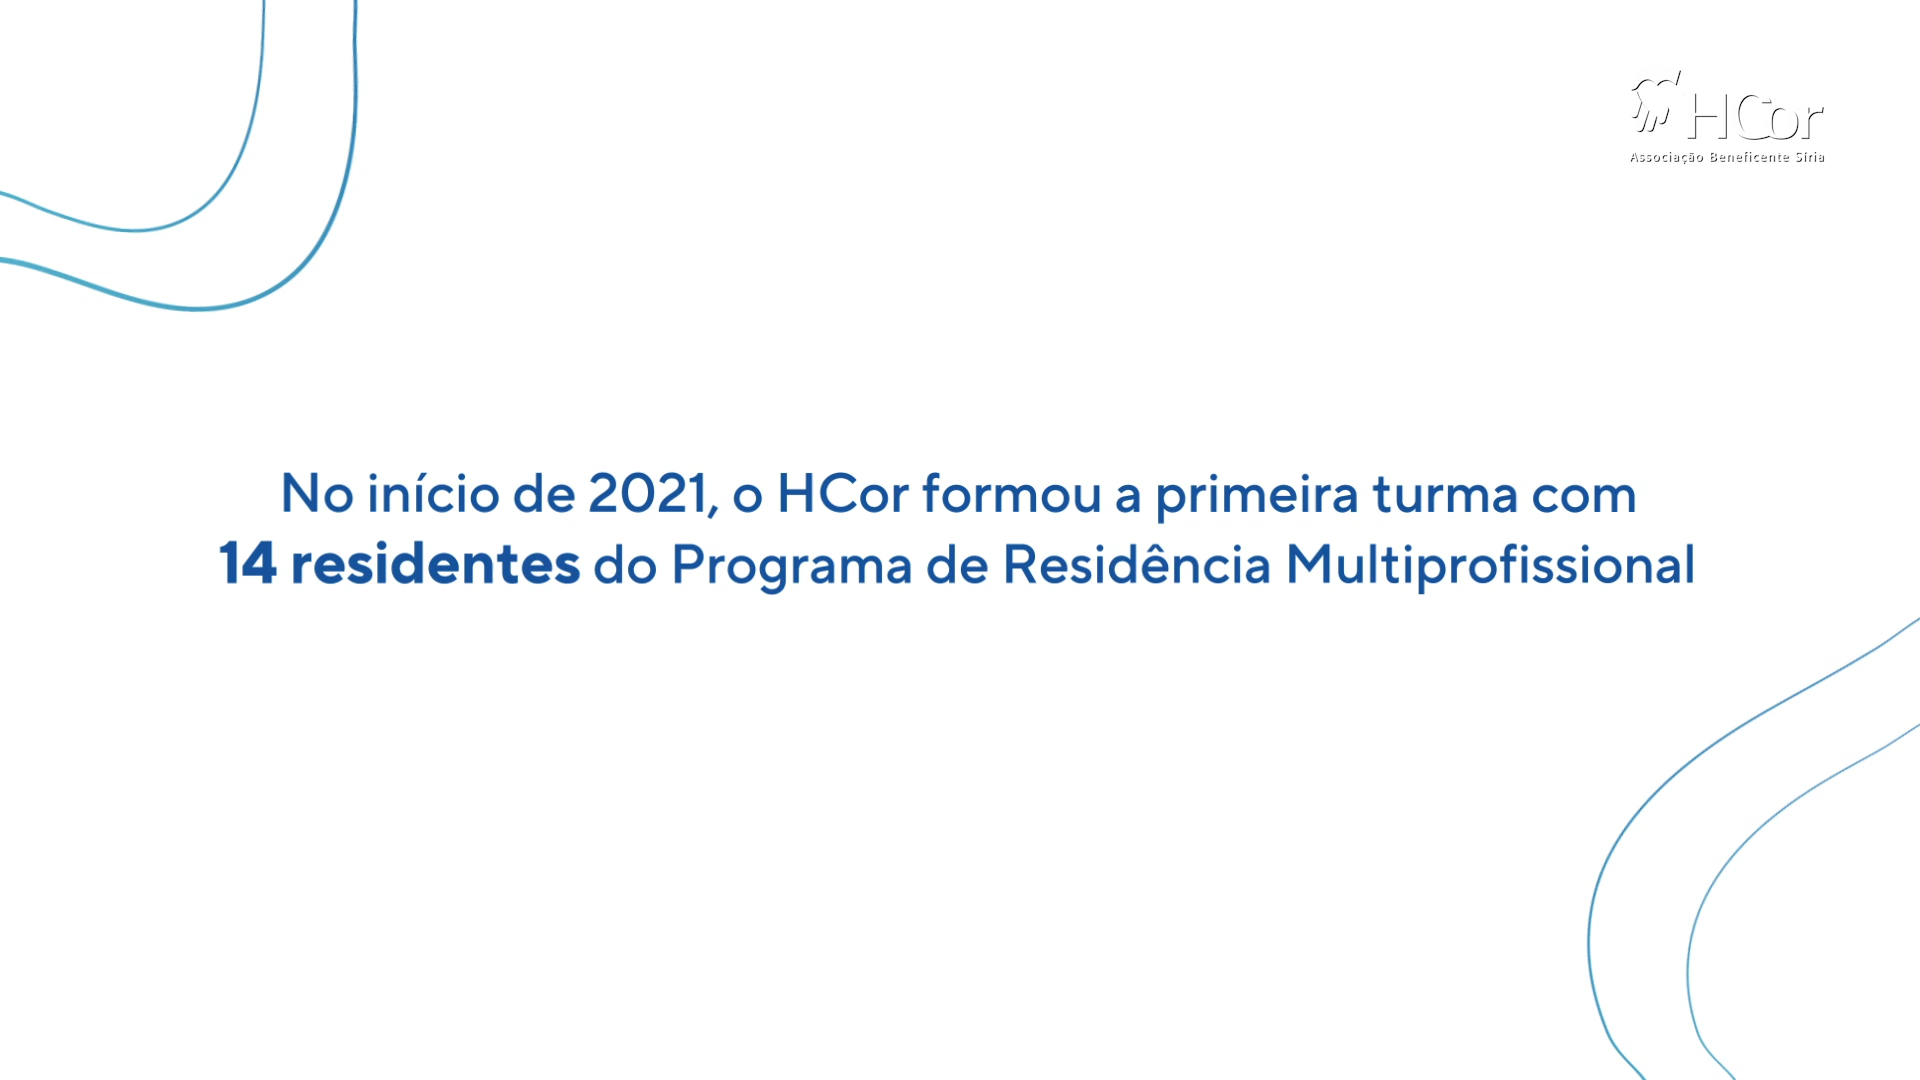 HCor
Associação Beneficente Síria
No início de 2021, o HCor formou a primeira turma com
14 residentes do Programa de Residência Multiprofissional